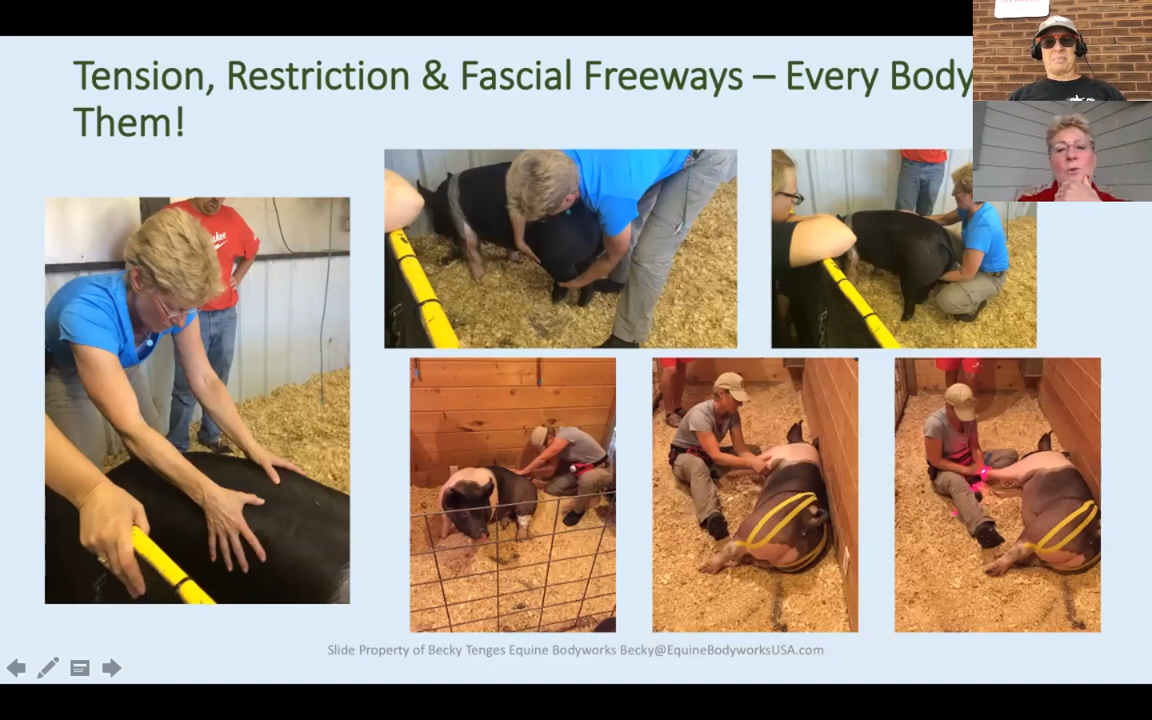 Tension, Restriction & Fascial Freeways – Every Body
Them!
Slide Property of Becky Tenges Equine Bodyworks Becky@EquineBodyworksUSA.com